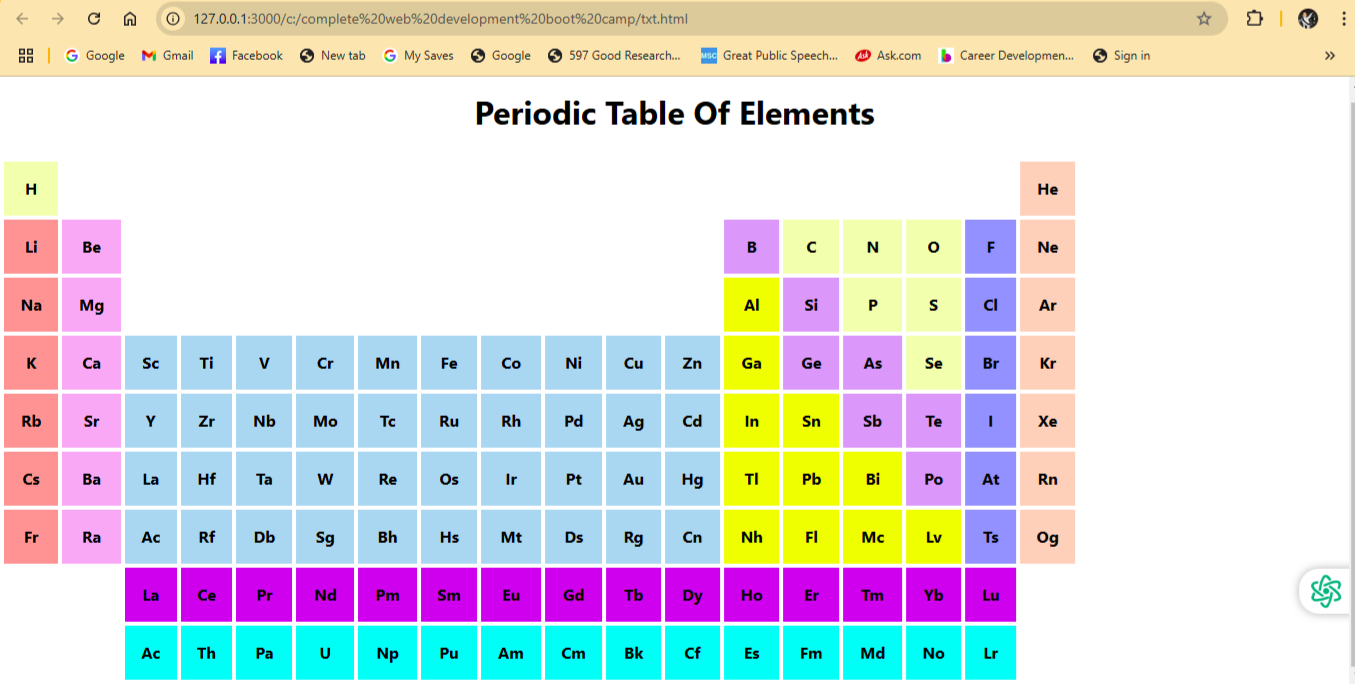 127.0.0.1:3000/c:/complete%20web%20development%20boot%20camp/txt.html
Google Gmail Facebook New tab My Saves Google 597 Good Research... MSC Great Public Speech... Ask Ask.com b Career Developmen... Sign in
Periodic Table Of Elements
H He
Li Be B C N O F Ne
Na Mg Al Si P S Cl Ar
K Ca Sc Ti V Cr Mn Fe Co Ni Cu Zn Ga Ge As Se Br Kr
Rb Sr Y Zr Nb Mo Tc Ru Rh Pd Ag Cd In Sn Sb Te I Xe
Cs Ba La Hf Ta W Re Os Ir Pt Au Hg Tl Pb Bi Po At Rn
Fr Ra Ac Rf Db Sg Bh Hs Mt Ds Rg Cn Nh Fl Mc Lv Ts Og
La Ce Pr Nd Pm Sm Eu Gd Tb Dy Ho Er Tm Yb Lu
Ac Th Pa U Np Pu Am Cm Bk Cf Es Fm Md No Lr